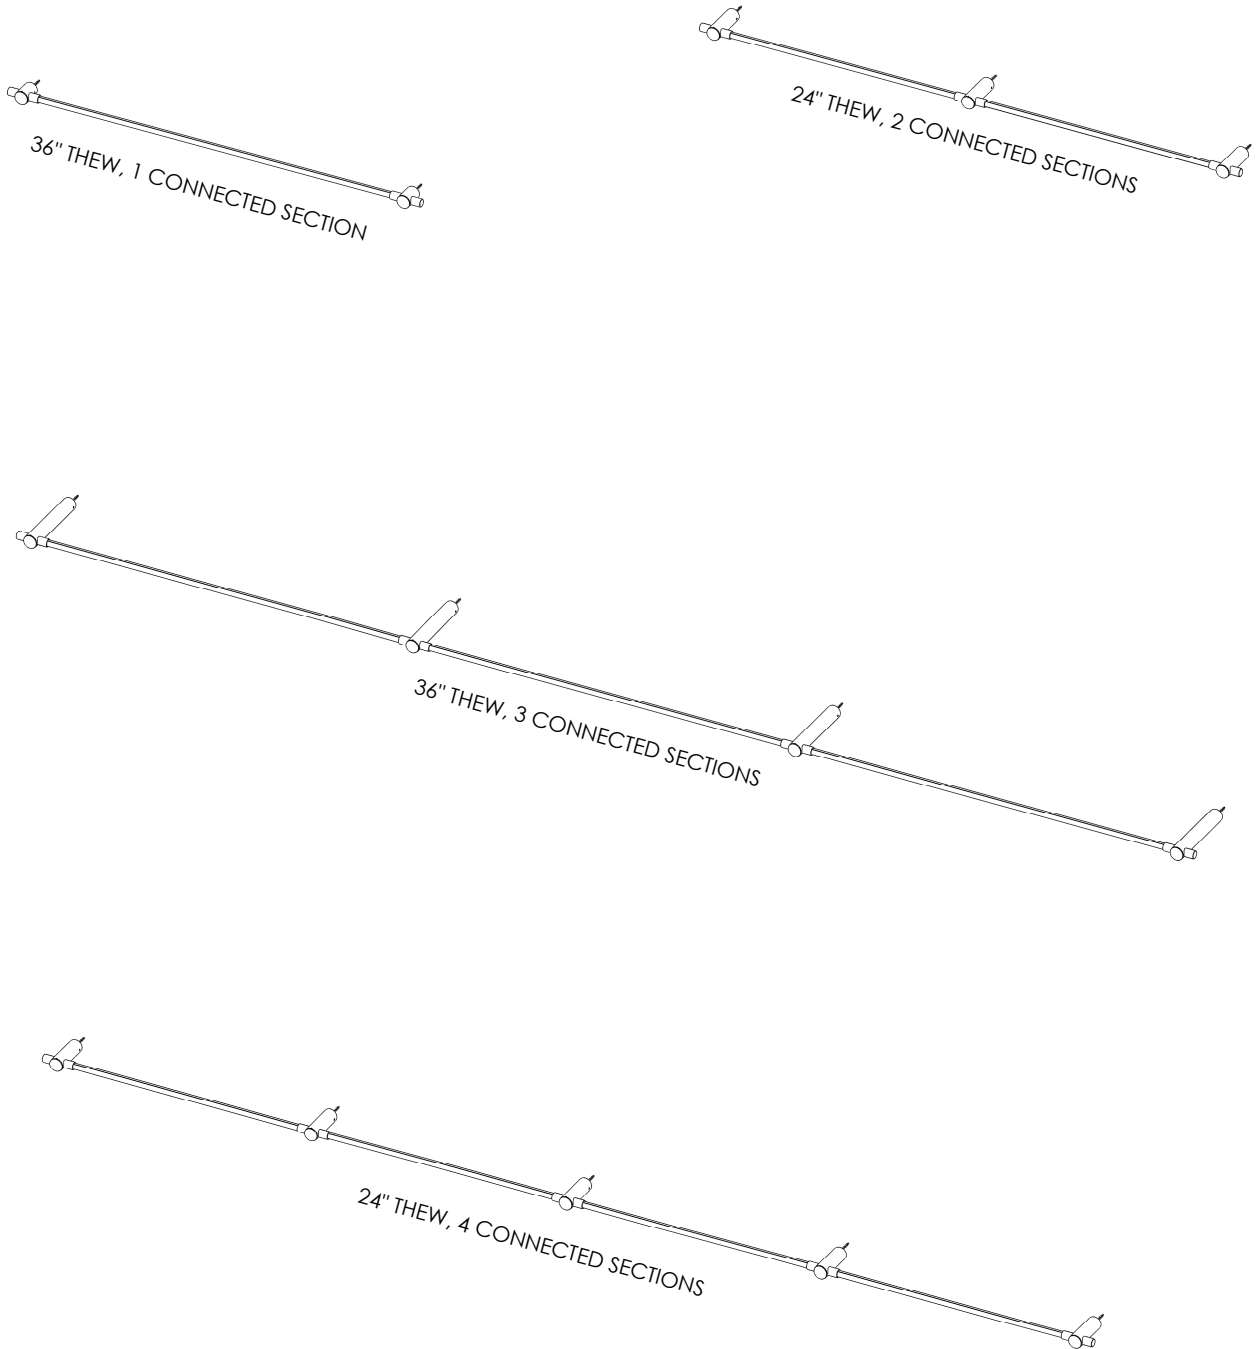 36" THEW, 1 CONNECTED SECTION
24" THEW, 2 CONNECTED SECTIONS
36" THEW, 3 CONNECTED SECTIONS
24" THEW, 4 CONNECTED SECTIONS